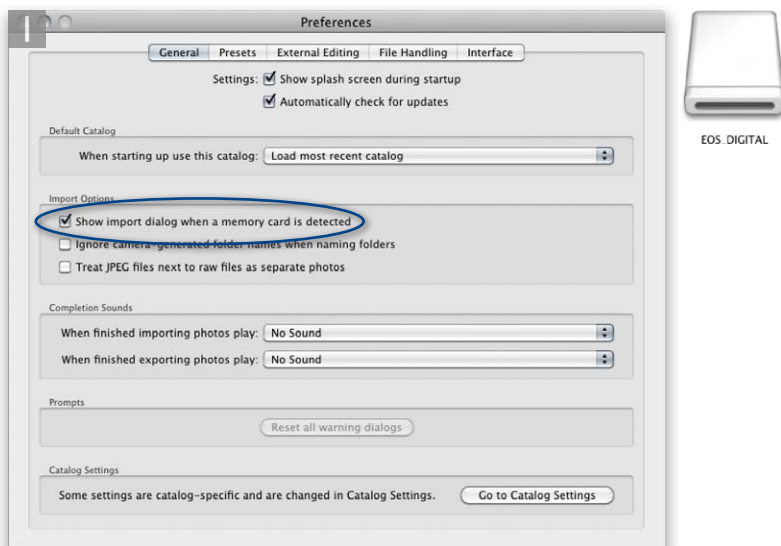 1
Preferences
General Presets External Editing File Handling Interface
Settings: Show splash screen during startup
Automatically check for updates
Default Catalog
When starting up use this catalog: Load most recent catalog
Import Options
Show import dialog when a memory card is detected
Ignore camera-generated folder names when naming folders
Treat JPEG files next to raw files as separate photos
Completion Sounds
When finished importing photos play: No Sound
When finished exporting photos play: No Sound
Prompts
Reset all warning dialogs
Catalog Settings
Some settings are catalog-specific and are changed in Catalog Settings. Go to Catalog Settings
EOS_DIGITAL